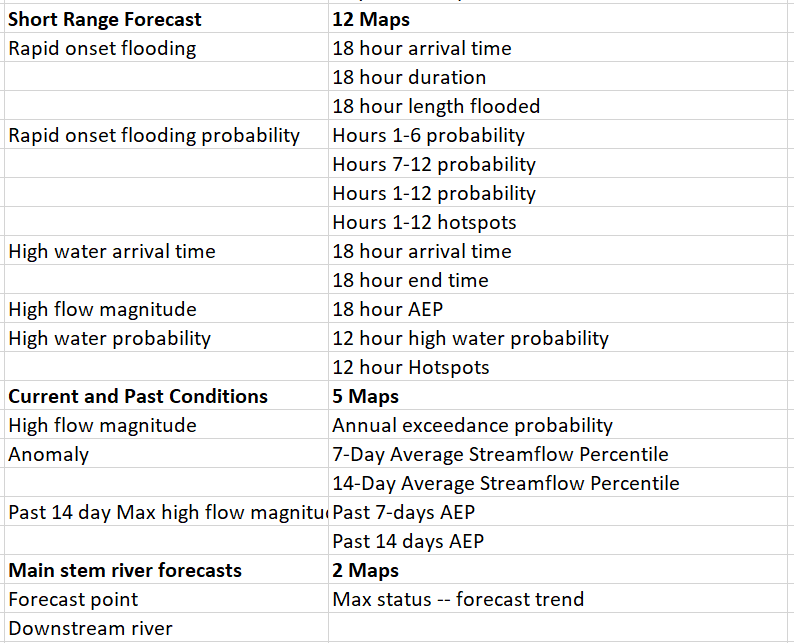 Short Range Forecast 12 Maps
Rapid onset flooding 18 hour arrival time
18 hour duration
18 hour length flooded
Rapid onset flooding probability Hours 1-6 probability
Hours 7-12 probability
Hours 1-12 probability
Hours 1-12 hotspots
High water arrival time 18 hour arrival time
18 hour end time
High flow magnitude 18 hour AEP
High water probability 12 hour high water probability
12 hour Hotspots
Current and Past Conditions 5 Maps
High flow magnitude Annual exceedance probability
Anomaly 7-Day Average Streamflow Percentile
14-Day Average Streamflow Percentile
Past 14 day Max high flow magnitu Past 7-days AEP
Past 14 days AEP
Main stem river forecasts 2 Maps
Forecast point Max status -- forecast trend
Downstream river